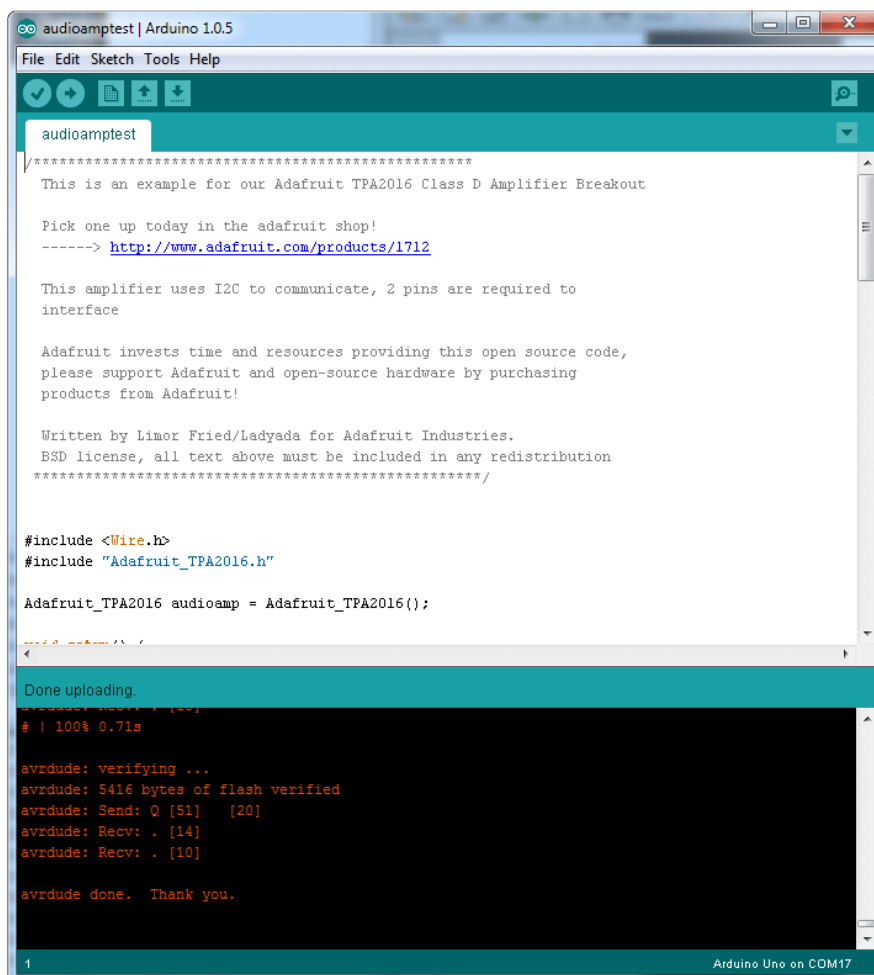 audioamptest | Arduino 1.0.5
File Edit Sketch Tools Help
audioamptest
/***************************************************
This is an example for our Adafruit TPA2016 Class D Amplifier Breakout
Pick one up today in the adafruit shop!
------> http://www.adafruit.com/products/1712
This amplifier uses I2C to communicate, 2 pins are required to
interface
Adafruit invests time and resources providing this open source code,
please support Adafruit and open-source hardware by purchasing
products from Adafruit!
Written by Limor Fried/Ladyada for Adafruit Industries.
BSD license, all text above must be included in any redistribution
****************************************************/
#include <Wire.h>
#include "Adafruit_TPA2016.h"
Adafruit_TPA2016 audioamp = Adafruit_TPA2016();
Done uploading.
# | 100% 0.71s
avrdude: verifying ...
avrdude: 5416 bytes of flash verified
avrdude: Send: Q [51] [20]
avrdude: Recv: . [14]
avrdude: Recv: . [10]
avrdude done. Thank you.
1
Arduino Uno on COM17